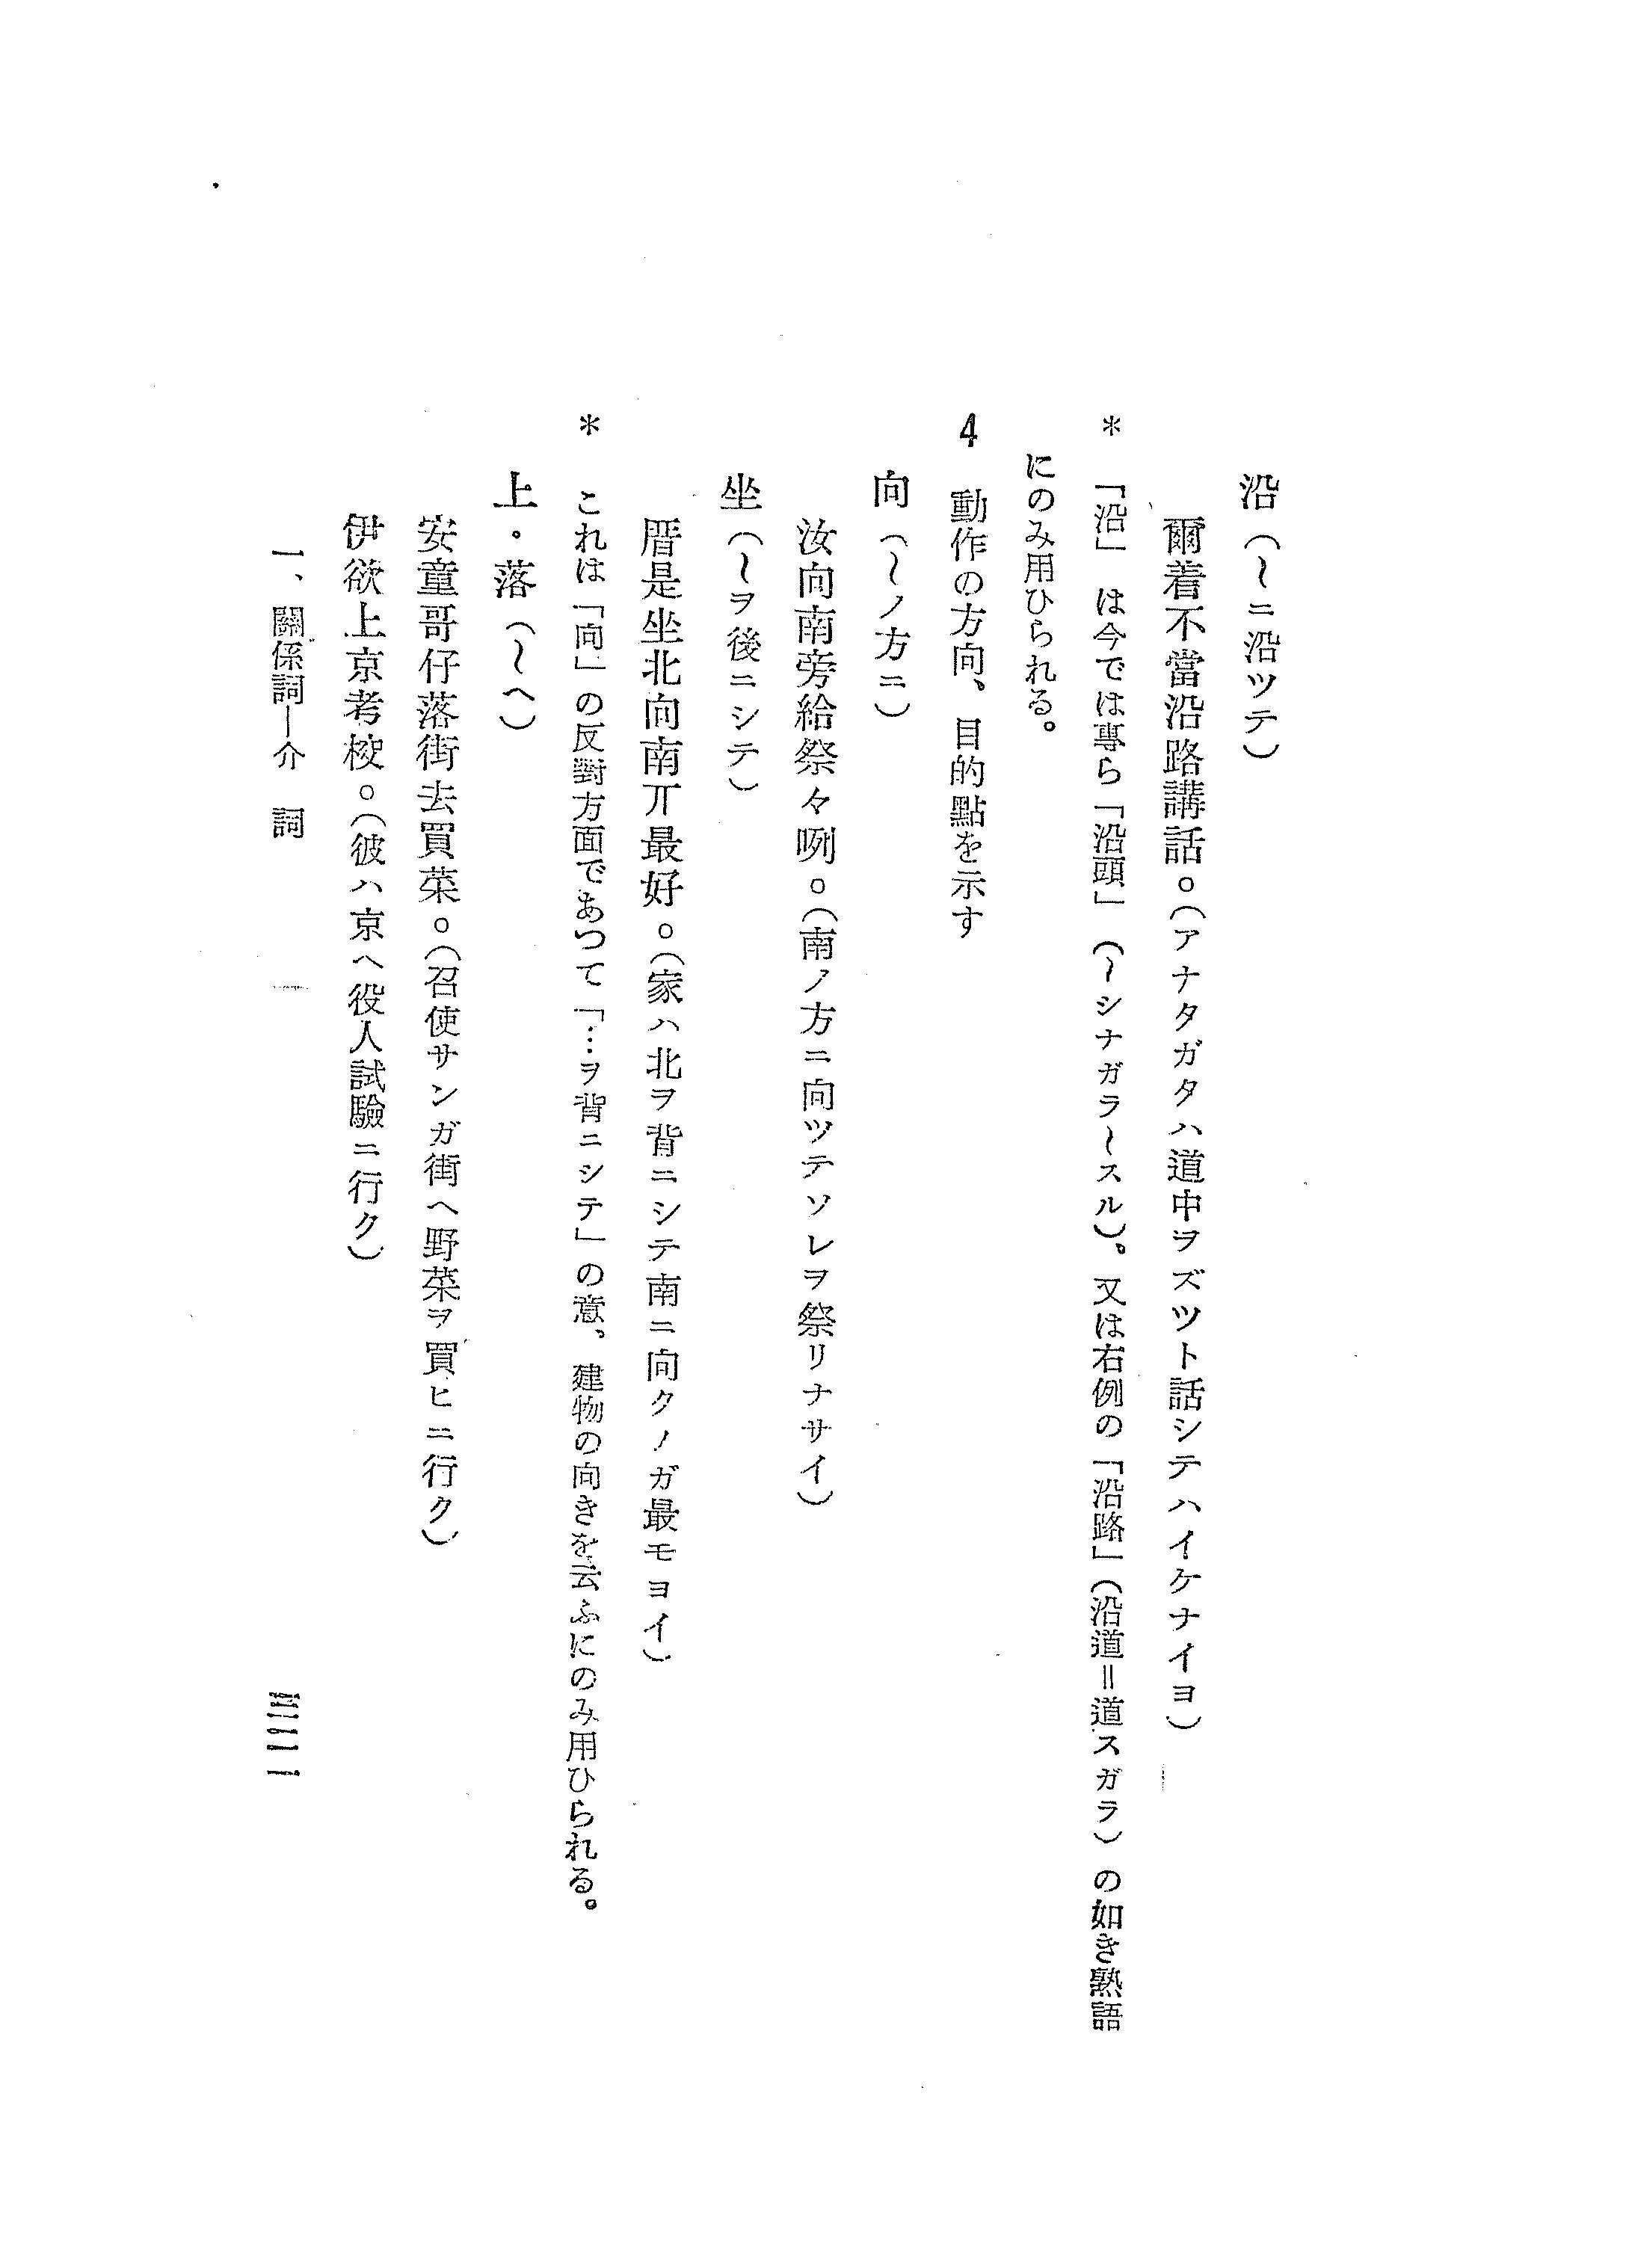 沿(〜ニ沿ツテ)
爾着不當沿路講話。(アナタガタハ道中ヲズツト話シテハイケナイヨ)
* 「沿」は今では專ら「沿頭」(〜シナガラ〜スル)。又は右例の「沿路」(沿道=道スガラ)の如き熟語
にのみ用ひられる。
4 動作の方向、目的點を示す
向(〜ノ方ニ)
汝向南旁給祭々咧。(南ノ方ニ向ツテソレヲ祭リナサイ)
坐(〜ヲ後ニシテ)
厝是坐北向南丌最好。(家ハ北ヲ背ニシテ南ニ向クノガ最モヨイ)
* これは「向」の反對方面であつて「…ヲ背ニシテ」の意、建物の向きを云ふにのみ用ひられる。
上・落(〜ヘ)
安童哥仔落街去買菜。(召使サンガ街ヘ野菜ヲ買ヒニ行ク)
伊欲上京考校。(彼ハ京ヘ役人試驗ニ行ク)
一、關係詞—介 詞